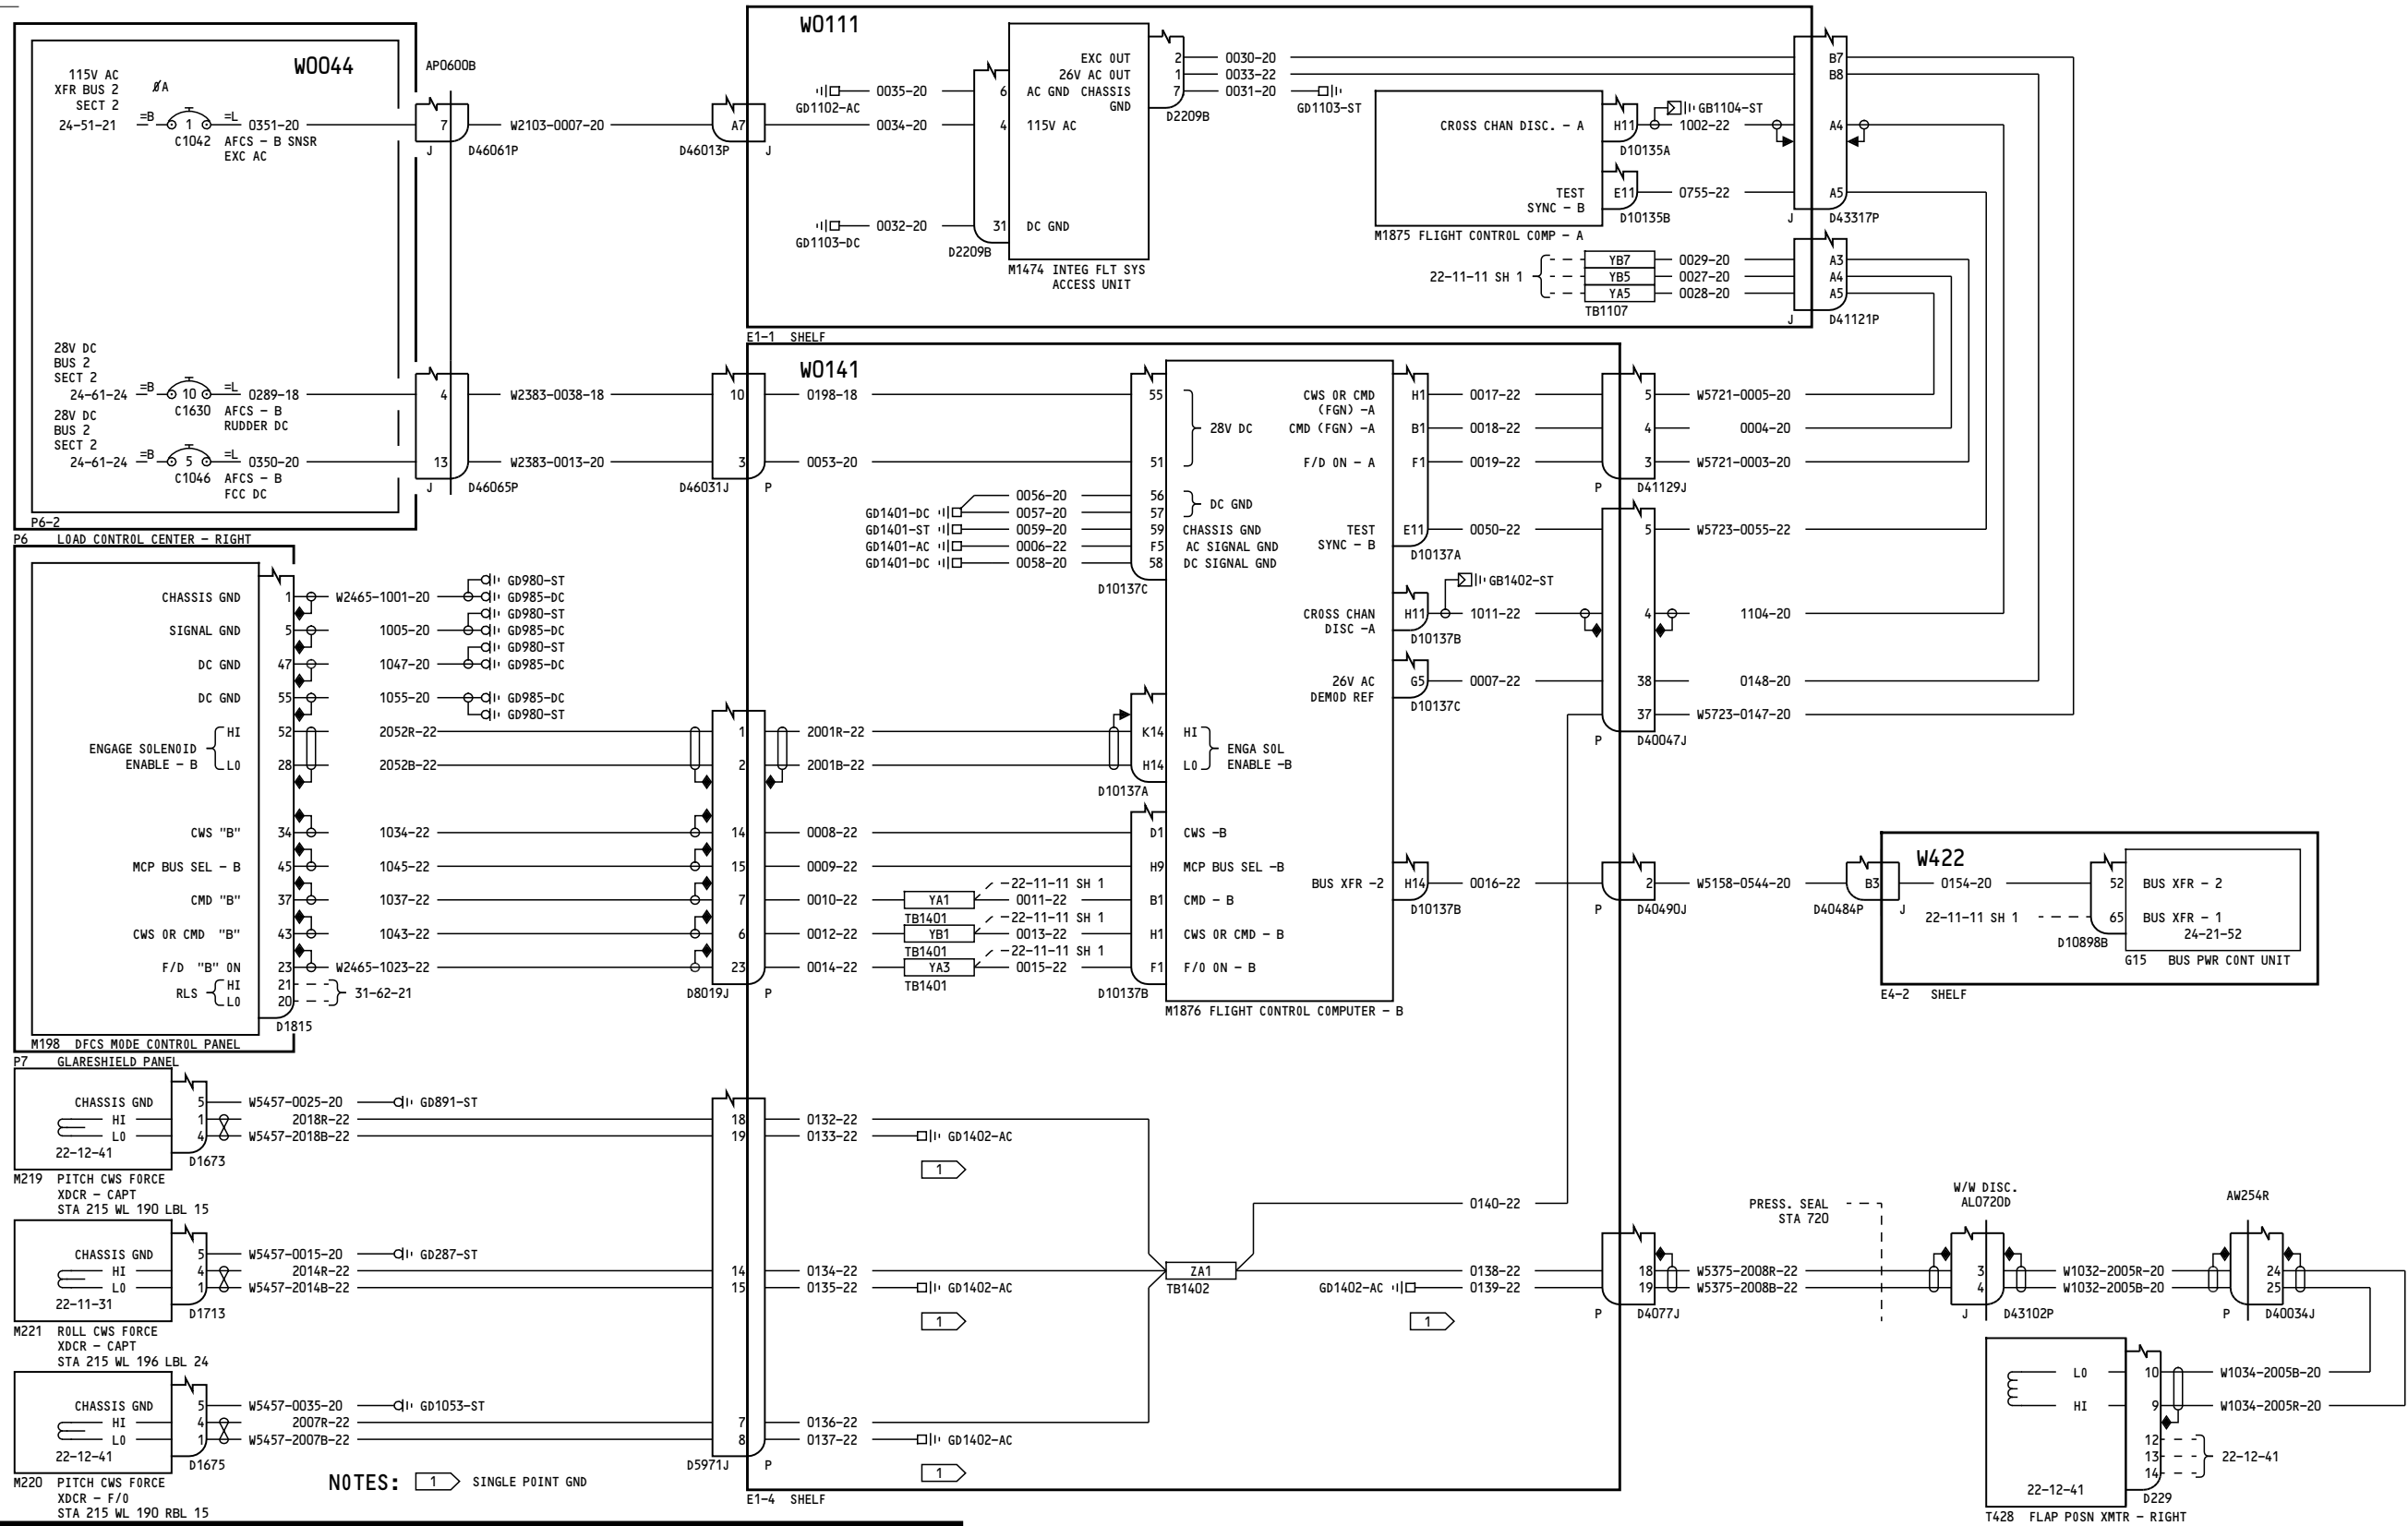 W0044
AP0600B
115V AC
XFR BUS 2
SECT 2
ØA
24-51-21
=B
1
=L
0351-20
C1042
AFCS - B SNSR
EXC AC
7
J
D46061P
W2103-0007-20
A7
D46013P
J
28V DC
BUS 2
SECT 2
24-61-24
=B
10
=L
0289-18
C1630
AFCS - B
RUDDER DC
28V DC
BUS 2
SECT 2
24-61-24
=B
5
=L
0350-20
C1046
AFCS - B
FCC DC
4
13
J
D46065P
W2383-0038-18
W2383-0013-20
10
3
D46031J
P
P6-2
P6 LOAD CONTROL CENTER - RIGHT
W0111
GD1102-AC
0035-20
6
AC GND
0034-20
4
115V AC
GD1103-DC
0032-20
31
DC GND
D2209B
EXC OUT
2
0030-20
26V AC OUT
1
0033-22
CHASSIS
GND
7
0031-20
GD1103-ST
D2209B
M1474 INTEG FLT SYS
ACCESS UNIT
CROSS CHAN DISC. - A
H11
D10135A
GB1104-ST
1002-22
TEST
SYNC - B
E11
D10135B
0755-22
M1875 FLIGHT CONTROL COMP - A
B7
B8
A4
A5
J
D43317P
22-11-11 SH 1
YB7
YB5
YA5
TB1107
0029-20
0027-20
0028-20
A3
A4
A5
J
D41121P
E1-1 SHELF
W0141
0198-18
0053-20
55
51
28V DC
GD1401-DC
GD1401-ST
GD1401-AC
GD1401-DC
0056-20
0057-20
0059-20
0006-22
0058-20
56
57
59
F5
58
DC GND
CHASSIS GND
AC SIGNAL GND
DC SIGNAL GND
D10137C
CWS OR CMD
(FGN) -A
H1
0017-22
CMD (FGN) -A
B1
0018-22
F/D ON - A
F1
0019-22
TEST
SYNC - B
E11
0050-22
D10137A
5
4
3
P
D41129J
W5721-0005-20
0004-20
W5721-0003-20
GB1402-ST
CROSS CHAN
DISC -A
H11
1011-22
D10137B
26V AC
DEMOD REF
G5
0007-22
D10137C
5
4
38
37
P
D40047J
W5723-0055-22
1104-20
0148-20
W5723-0147-20
CHASSIS GND
1
W2465-1001-20
GD980-ST
GD985-DC
SIGNAL GND
5
1005-20
GD980-ST
GD985-DC
DC GND
47
1047-20
GD980-ST
GD985-DC
DC GND
55
1055-20
GD985-DC
GD980-ST
ENGAGE SOLENOID
ENABLE - B
HI
LO
52
28
2052R-22
2052B-22
CWS "B"
34
1034-22
MCP BUS SEL - B
45
1045-22
CMD "B"
37
1037-22
CWS OR CMD "B"
43
1043-22
F/D "B" ON
23
W2465-1023-22
RLS
HI
LO
21
20
31-62-21
D1815
M198 DFCS MODE CONTROL PANEL
P7 GLARESHIELD PANEL
1
2
14
15
7
6
23
D8019J
P
2001R-22
2001B-22
K14
H14
HI
LO
ENGA SOL
ENABLE -B
D10137A
0008-22
D1
CWS -B
0009-22
H9
MCP BUS SEL -B
0010-22
YA1
TB1401
22-11-11 SH 1
0011-22
B1
CMD - B
0012-22
YB1
TB1401
22-11-11 SH 1
0013-22
H1
CWS OR CMD - B
0014-22
YA3
TB1401
22-11-11 SH 1
0015-22
F1
F/O ON - B
D10137B
M1876 FLIGHT CONTROL COMPUTER - B
BUS XFR -2
H14
D10137B
0016-22
2
P
D40490J
W5158-0544-20
B3
D40484P
J
W422
0154-20
52
BUS XFR - 2
22-11-11 SH 1
65
BUS XFR - 1
24-21-52
D10898B
G15 BUS PWR CONT UNIT
E4-2 SHELF
CHASSIS GND
HI
LO
22-12-41
5
1
4
D1673
W5457-0025-20
2018R-22
W5457-2018B-22
GD891-ST
M219 PITCH CWS FORCE
XDCR - CAPT
STA 215 WL 190 LBL 15
CHASSIS GND
HI
LO
22-11-31
5
4
1
D1713
W5457-0015-20
2014R-22
W5457-2014B-22
GD287-ST
M221 ROLL CWS FORCE
XDCR - CAPT
STA 215 WL 196 LBL 24
CHASSIS GND
HI
LO
22-12-41
5
4
1
D1675
W5457-0035-20
2007R-22
W5457-2007B-22
GD1053-ST
M220 PITCH CWS FORCE
XDCR - F/O
STA 215 WL 190 RBL 15
18
19
14
15
7
8
D5971J
P
0132-22
0133-22
GD1402-AC
1
0134-22
0135-22
GD1402-AC
1
0136-22
0137-22
GD1402-AC
1
ZA1
TB1402
0140-22
0138-22
GD1402-AC
0139-22
1
18
19
P
D4077J
W5375-2008R-22
W5375-2008B-22
PRESS. SEAL
STA 720
W/W DISC.
AL0720D
3
4
J
D43102P
W1032-2005R-20
W1032-2005B-20
AW254R
24
25
P
D40034J
LO
HI
10
9
12
13
14
W1034-2005B-20
W1034-2005R-20
22-12-41
22-12-41
D229
T428 FLAP POSN XMTR - RIGHT
E1-4 SHELF
NOTES:
1
SINGLE POINT GND